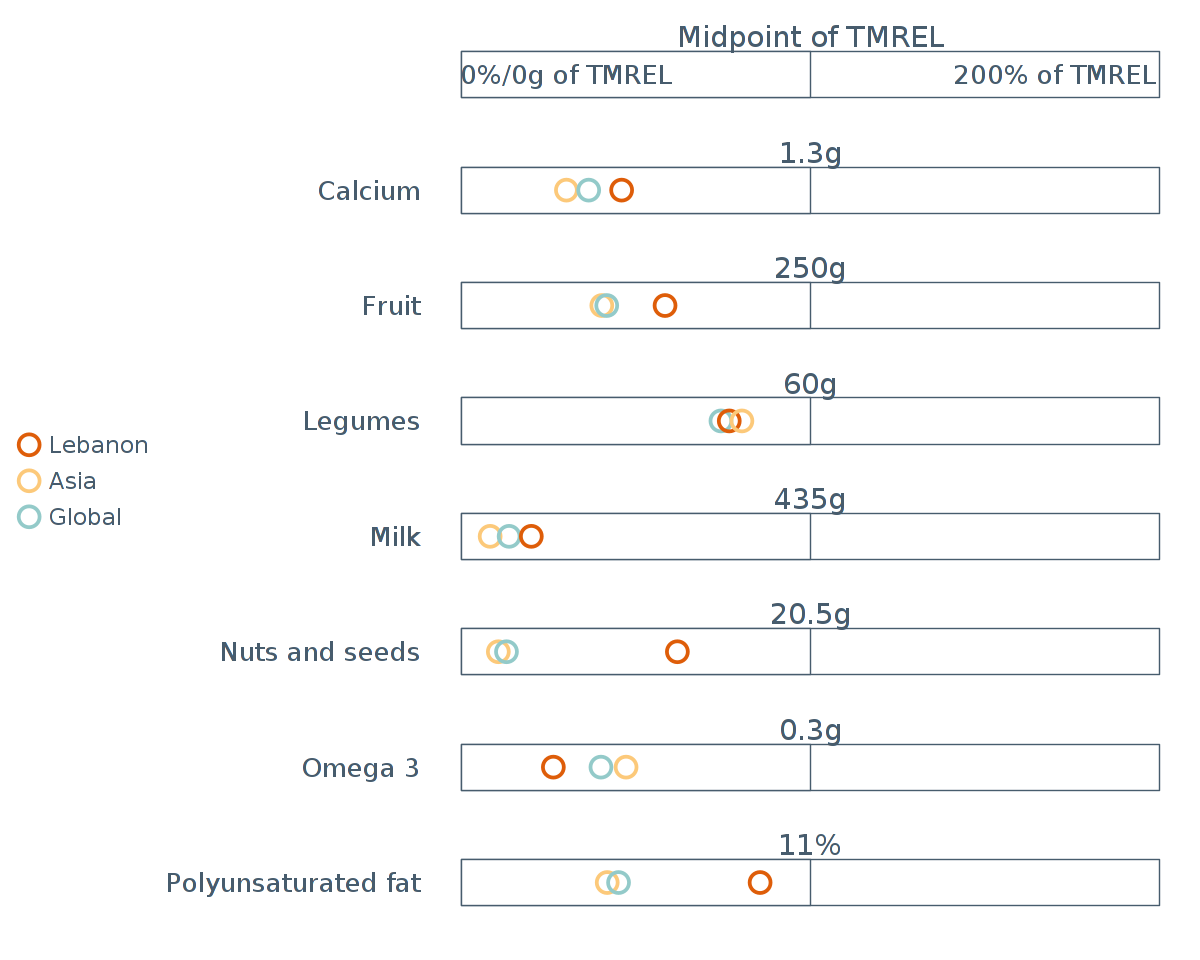 Midpoint of TMREL
0%/0g of TMREL
200% of TMREL
1.3g
Calcium
250g
Fruit
60g
Legumes
Lebanon
Asia
Global
435g
Milk
20.5g
Nuts and seeds
0.3g
Omega 3
11%
Polyunsaturated fat